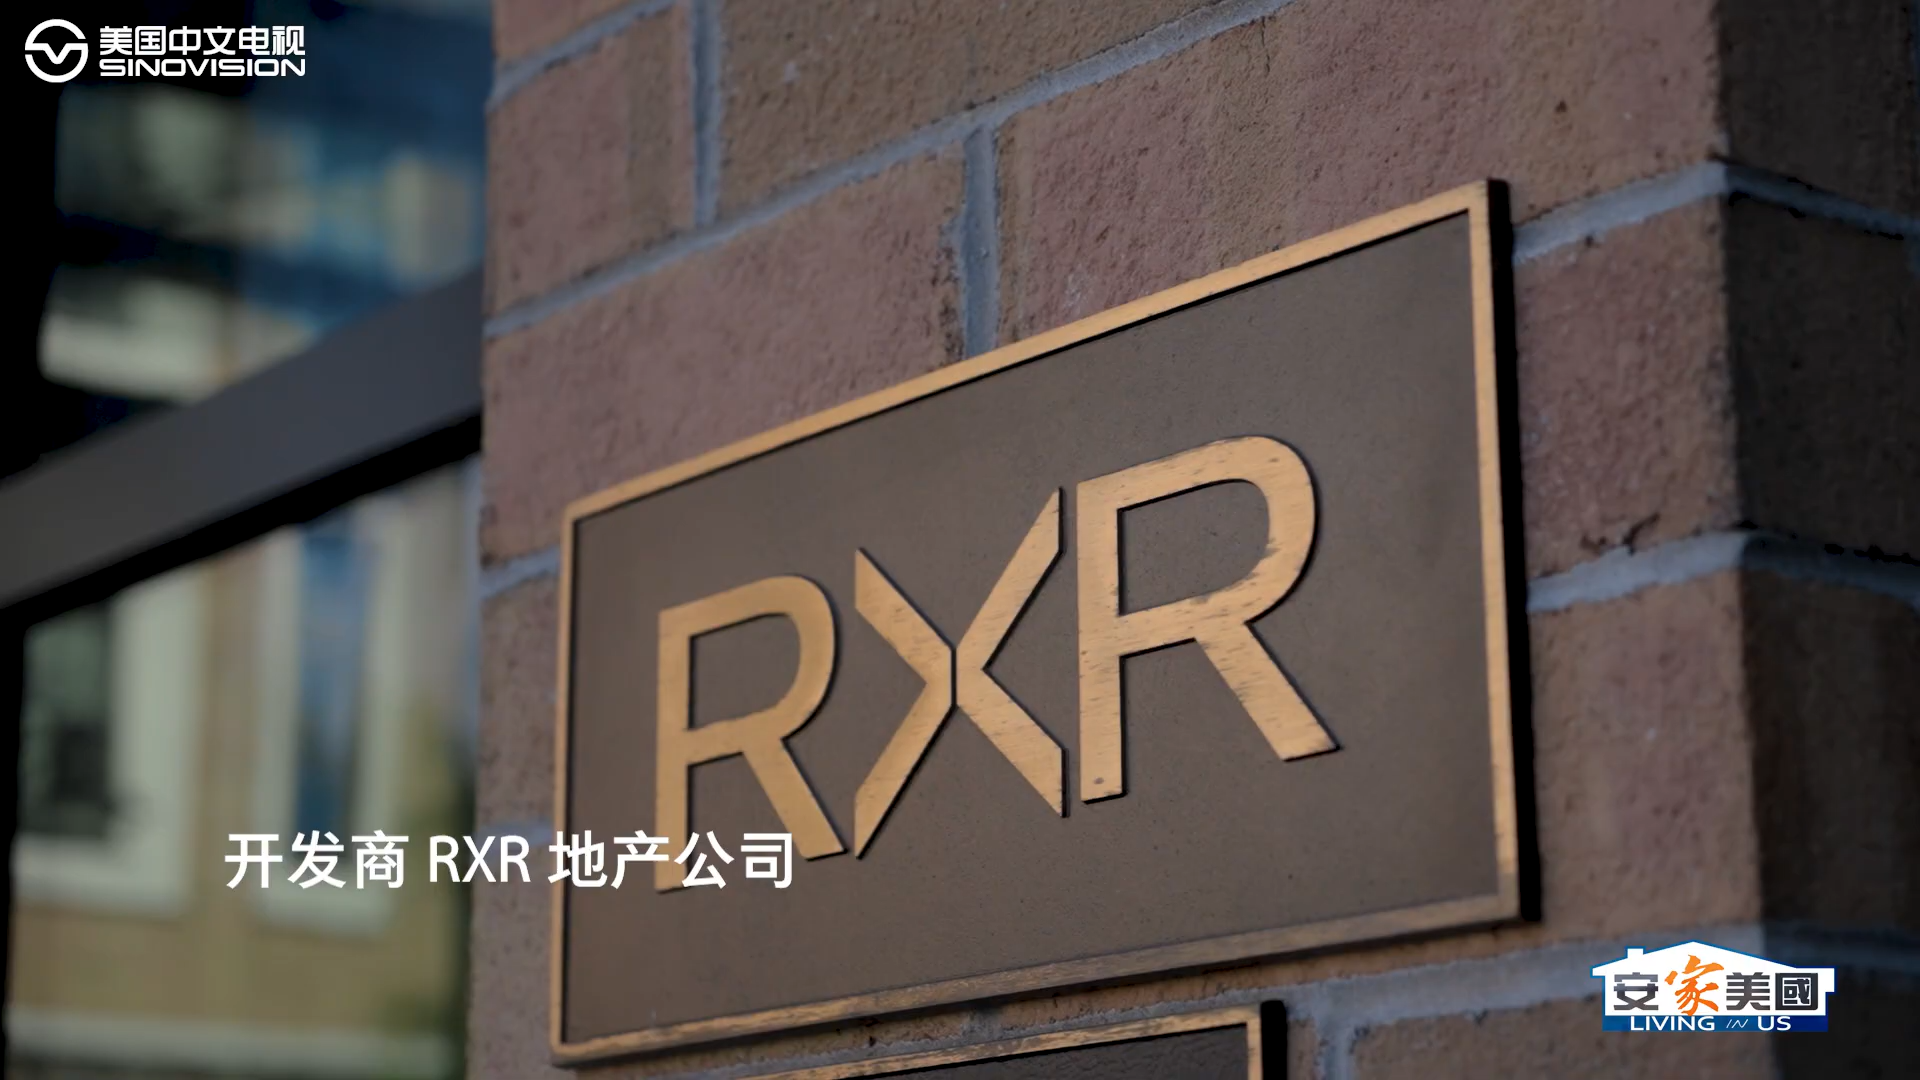 美国中文电视
SINOVISION
RXR
开发商 RXR 地产公司
安家美國
LIVING IN US